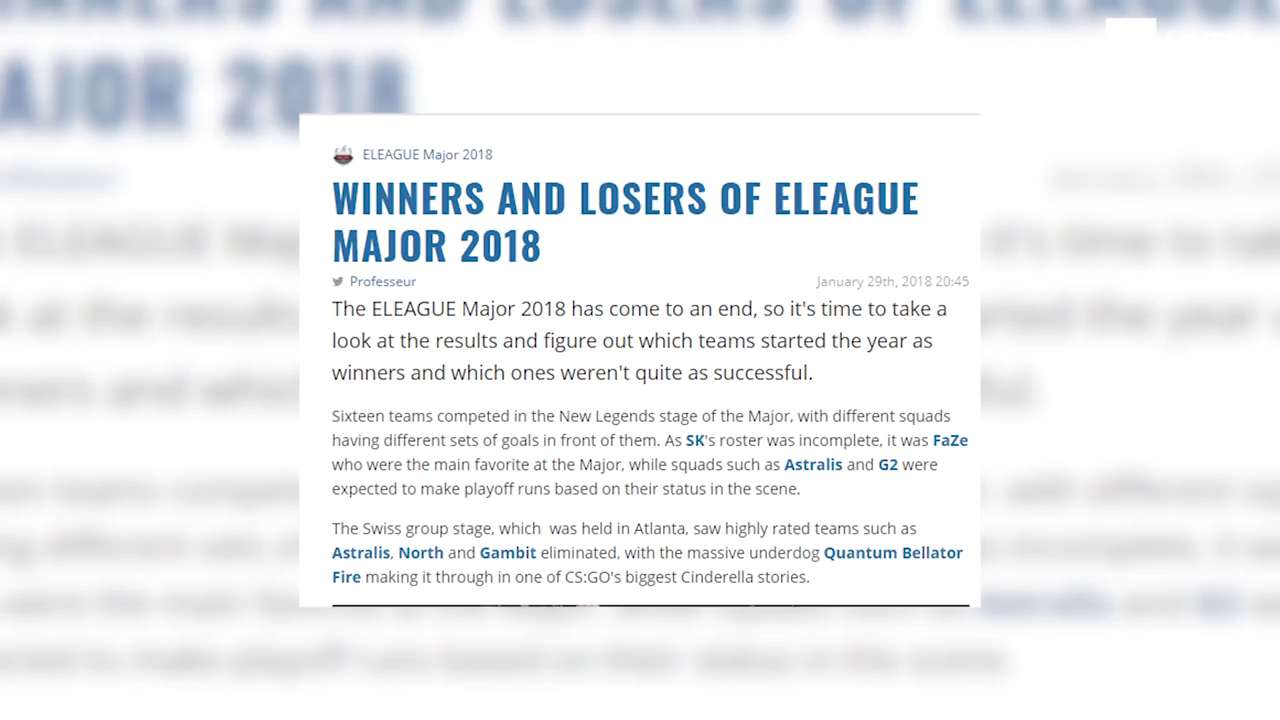 WINNERS AND LOSERS OF ELEAGUE
MAJOR 2018
ELEAGUE Major 2018
WINNERS AND LOSERS OF ELEAGUE
MAJOR 2018
Professeur
January 29th, 2018 20:45
The ELEAGUE Major 2018 has come to an end, so it's time to take a
look at the results and figure out which teams started the year as
winners and which ones weren't quite as successful.
Sixteen teams competed in the New Legends stage of the Major, with different squads
having different sets of goals in front of them. As SK's roster was incomplete, it was FaZe
who were the main favorite at the Major, while squads such as Astralis and G2 were
expected to make playoff runs based on their status in the scene.
The Swiss group stage, which  was held in Atlanta, saw highly rated teams such as
Astralis, North and Gambit eliminated, with the massive underdog Quantum Bellator
Fire making it through in one of CS:GO's biggest Cinderella stories.